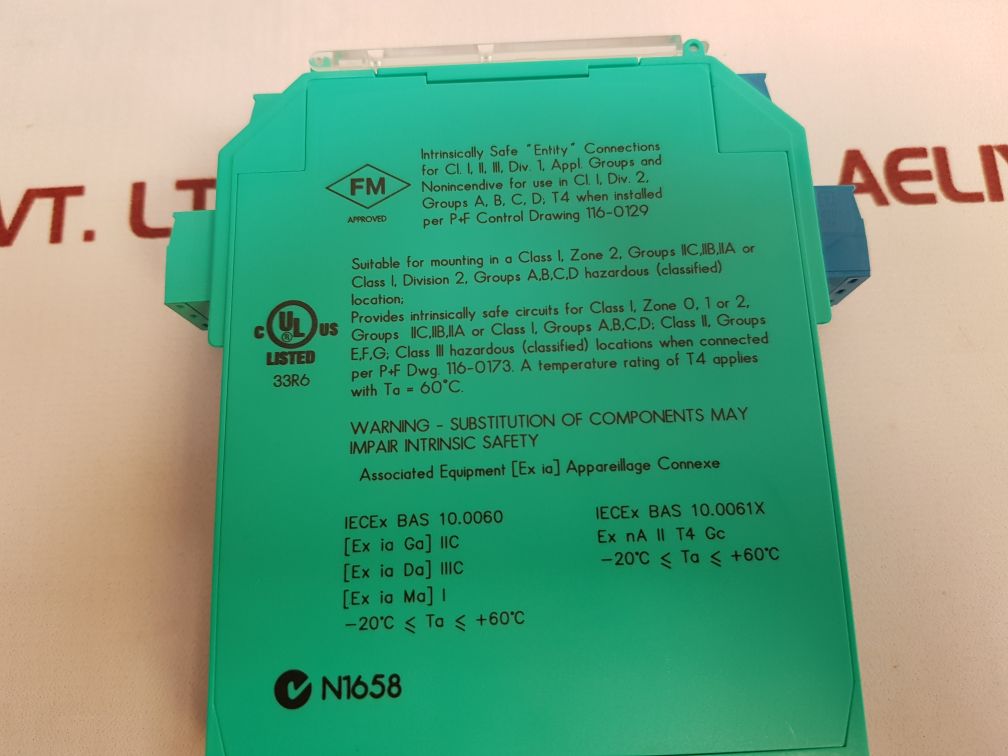 VT. LT
AELIY
FM
APPROVED
Intrinsically Safe "Entity" Connections
for Cl. I, II, III, Div. 1, Appl. Groups and
Nonincendive for use in Cl. I, Div. 2,
Groups A, B, C, D; T4 when installed
per P+F Control Drawing 116-0129
Suitable for mounting in a Class I, Zone 2, Groups IIC,IIB,IIA or
Class I, Division 2, Groups A,B,C,D hazardous (classified)
location;
Provides intrinsically safe circuits for Class I, Zone 0, 1 or 2,
Groups IIC,IIB,IIA or Class I, Groups A,B,C,D; Class II, Groups
E,F,G; Class III hazardous (classified) locations when connected
per P+F Dwg. 116-0173. A temperature rating of T4 applies
with Ta = 60°C.
C UL ® US
LISTED
33R6
WARNING - SUBSTITUTION OF COMPONENTS MAY
IMPAIR INTRINSIC SAFETY
Associated Equipment [Ex ia] Appareillage Connexe
IECEx BAS 10.0060
[Ex ia Ga] IIC
[Ex ia Da] IIIC
[Ex ia Ma] I
-20°C ≤ Ta ≤ +60°C
IECEx BAS 10.0061X
Ex nA II T4 Gc
-20°C ≤ Ta ≤ +60°C
N1658